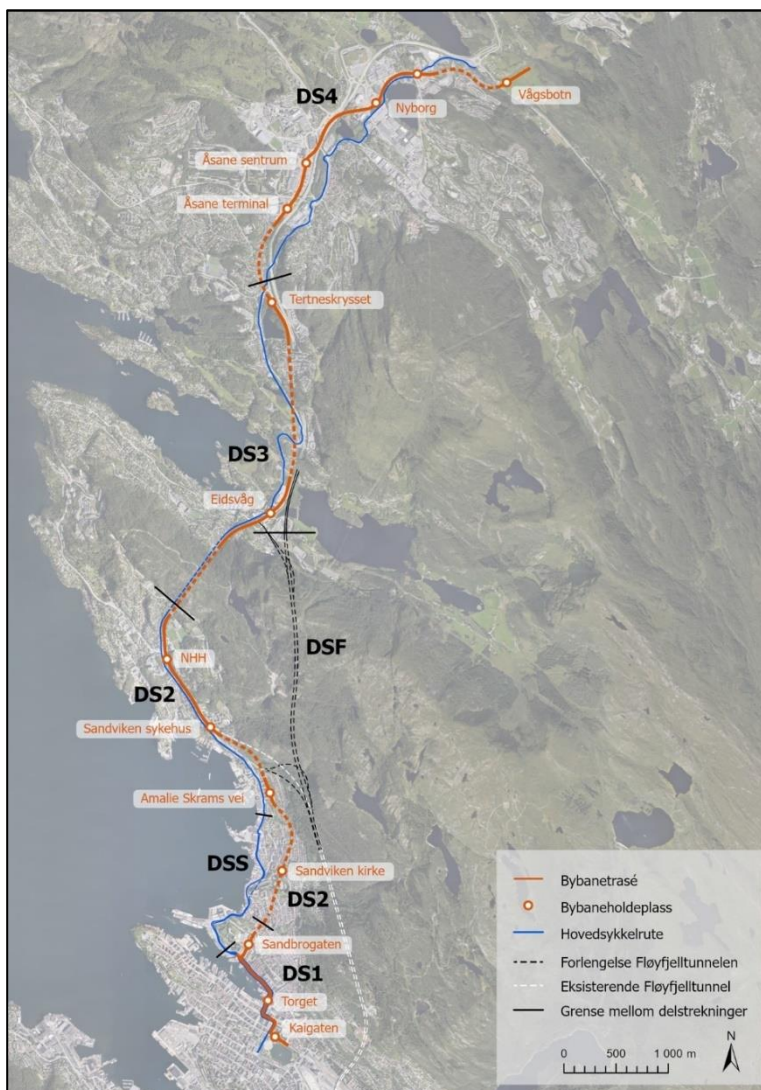 DS4
Nyborg
Vågsbotn
Åsane sentrum
Åsane terminal
Tertneskrysset
DS3
Eidsvåg
DSF
NHH
DS2
Sandviken sykehus
Amalie Skrams vei
DSS
Sandviken kirke
DS2
Sandbrogaten
DS1
Torget
Kaigaten
Bybanetrasé
Bybaneholdeplass
Hovedsykkelrute
Forlengelse Fløyfjelltunnelen
Eksisterende Fløyfjelltunnel
Grense mellom delstrekninger
N
0 500 1 000 m